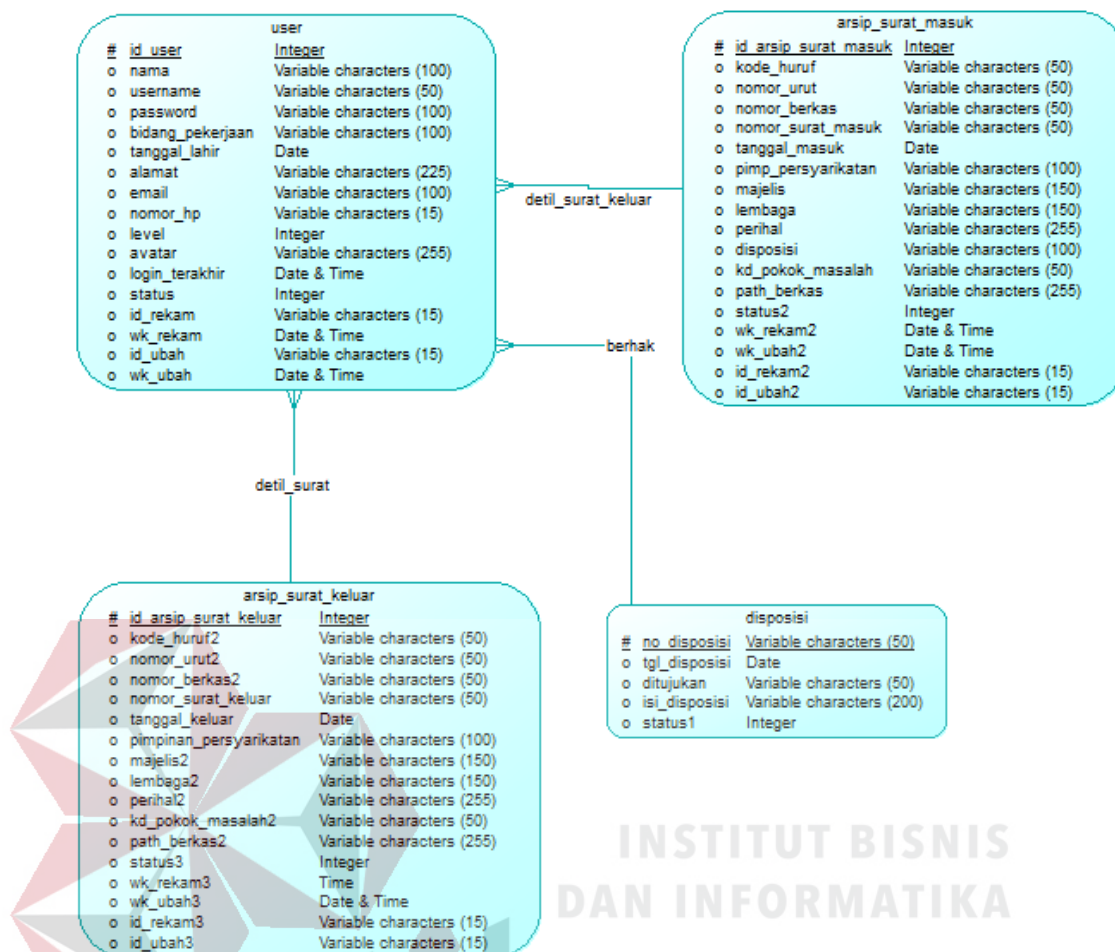 user
# id_user Integer
o nama Variable characters (100)
o username Variable characters (50)
o password Variable characters (100)
o bidang_pekerjaan Variable characters (100)
o tanggal_lahir Date
o alamat Variable characters (225)
o email Variable characters (100)
o nomor_hp Variable characters (15)
o level Integer
o avatar Variable characters (255)
o login_terakhir Date & Time
o status Integer
o id_rekam Variable characters (15)
o wk_rekam Date & Time
o id_ubah Variable characters (15)
o wk_ubah Date & Time
arsip_surat_masuk
# id_arsip_surat_masuk Integer
o kode_huruf Variable characters (50)
o nomor_urut Variable characters (50)
o nomor_berkas Variable characters (50)
o nomor_surat_masuk Variable characters (50)
o tanggal_masuk Date
o pimp_persyarikatan Variable characters (100)
o majelis Variable characters (150)
o lembaga Variable characters (150)
o perihal Variable characters (255)
o disposisi Variable characters (100)
o kd_pokok_masalah Variable characters (50)
o path_berkas Variable characters (255)
o status2 Integer
o wk_rekam2 Date & Time
o wk_ubah2 Date & Time
o id_rekam2 Variable characters (15)
o id_ubah2 Variable characters (15)
detil_surat_keluar
berhak
detil_surat
arsip_surat_keluar
# id_arsip_surat_keluar Integer
o kode_huruf2 Variable characters (50)
o nomor_urut2 Variable characters (50)
o nomor_berkas2 Variable characters (50)
o nomor_surat_keluar Variable characters (50)
o tanggal_keluar Date
o pimpinan_persyarikatan Variable characters (100)
o majelis2 Variable characters (150)
o lembaga2 Variable characters (150)
o perihal2 Variable characters (255)
o kd_pokok_masalah2 Variable characters (50)
o path_berkas2 Variable characters (255)
o status3 Integer
o wk_rekam3 Time
o wk_ubah3 Date & Time
o id_rekam3 Variable characters (15)
o id_ubah3 Variable characters (15)
disposisi
# no_disposisi Variable characters (50)
o tgl_disposisi Date
o ditujukan Variable characters (50)
o isi_disposisi Variable characters (200)
o status1 Integer
INSTITUT BISNIS
DAN INFORMATIKA